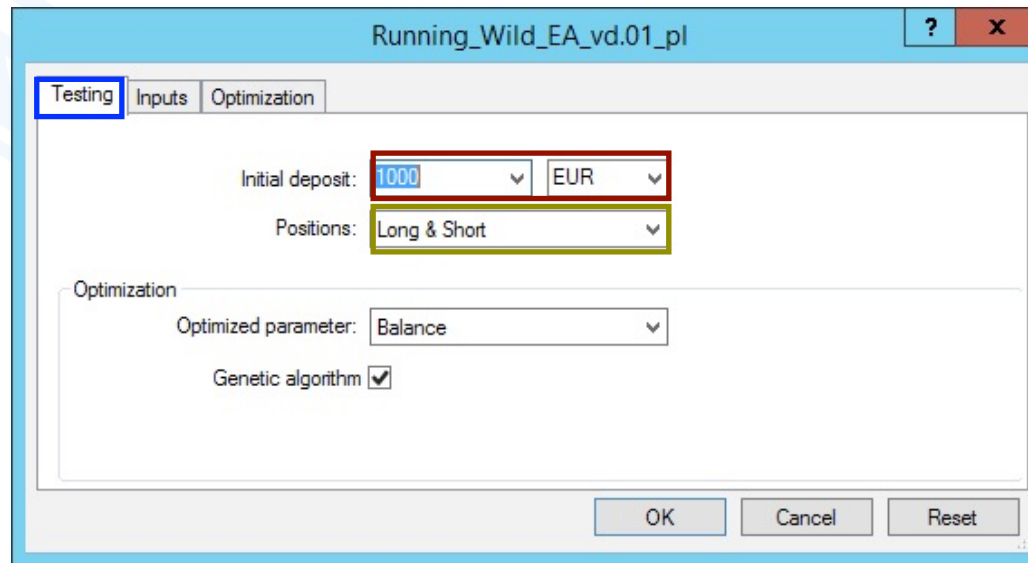 Running_Wild_EA_vd.01_pl
? x
Testing Inputs Optimization
Initial deposit: 1000 EUR
Positions: Long & Short
Optimization
Optimized parameter: Balance
Genetic algorithm
OK Cancel Reset